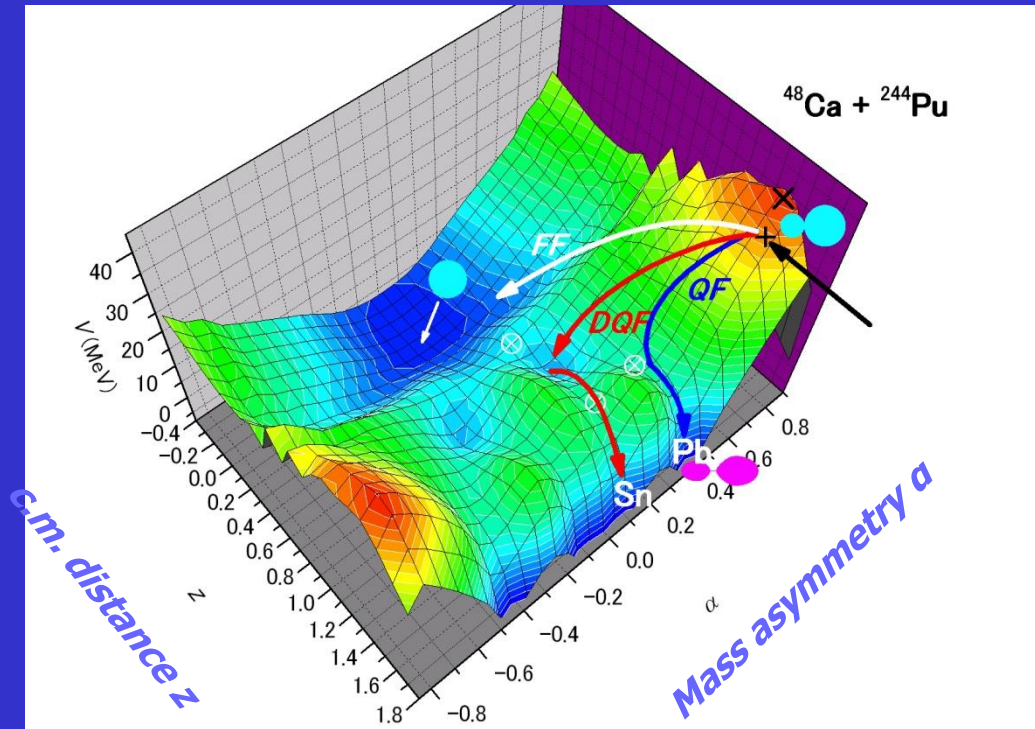 ⁴⁸Ca + ²⁴⁴Pu
FF
QF
DQF
Pb
Sn
V(MeV)
40
30
20
10
0
−0.4
−0.2
0.0
0.2
0.4
0.6
0.8
1.0
1.2
1.4
1.6
1.8
z
c.m. distance z
−0.8
−0.6
−0.4
−0.2
0.0
0.2
0.4
0.6
0.8
α
Mass asymmetry α